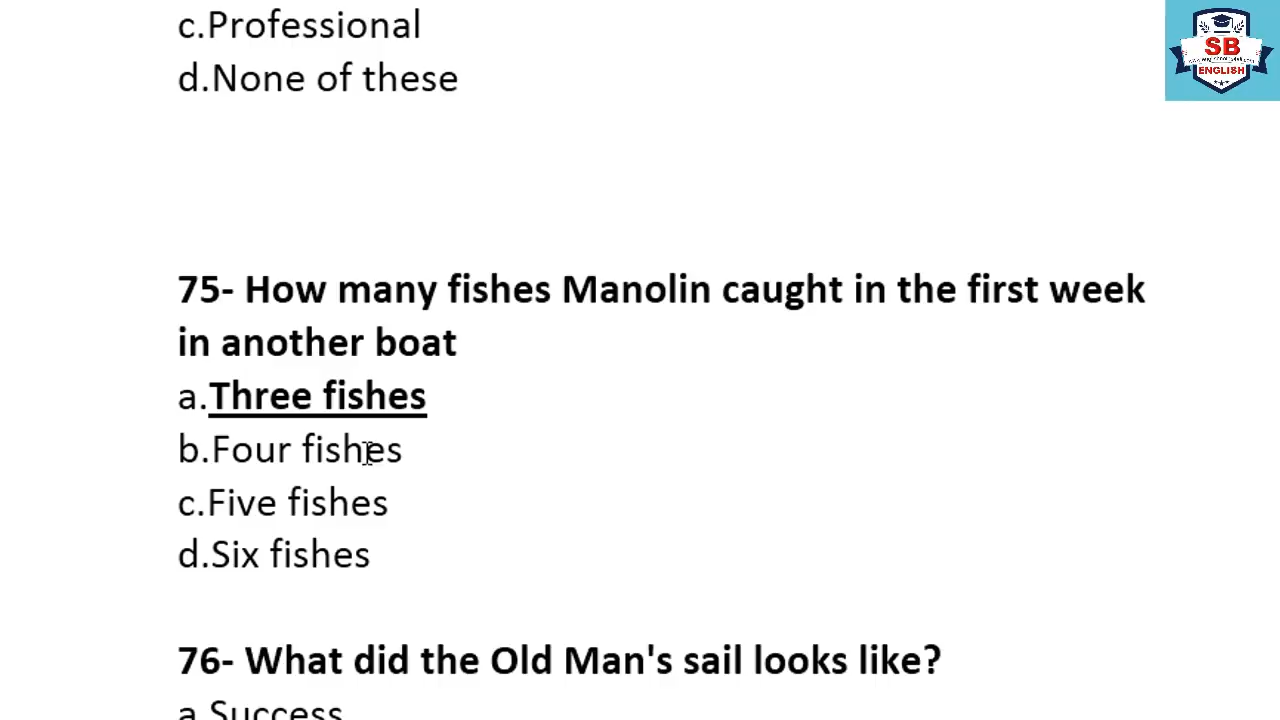 c.Professional
d.None of these
SB
ENGLISH
75- How many fishes Manolin caught in the first week
in another boat
a.Three fishes
b.Four fishes
c.Five fishes
d.Six fishes
76- What did the Old Man's sail looks like?
a.Success